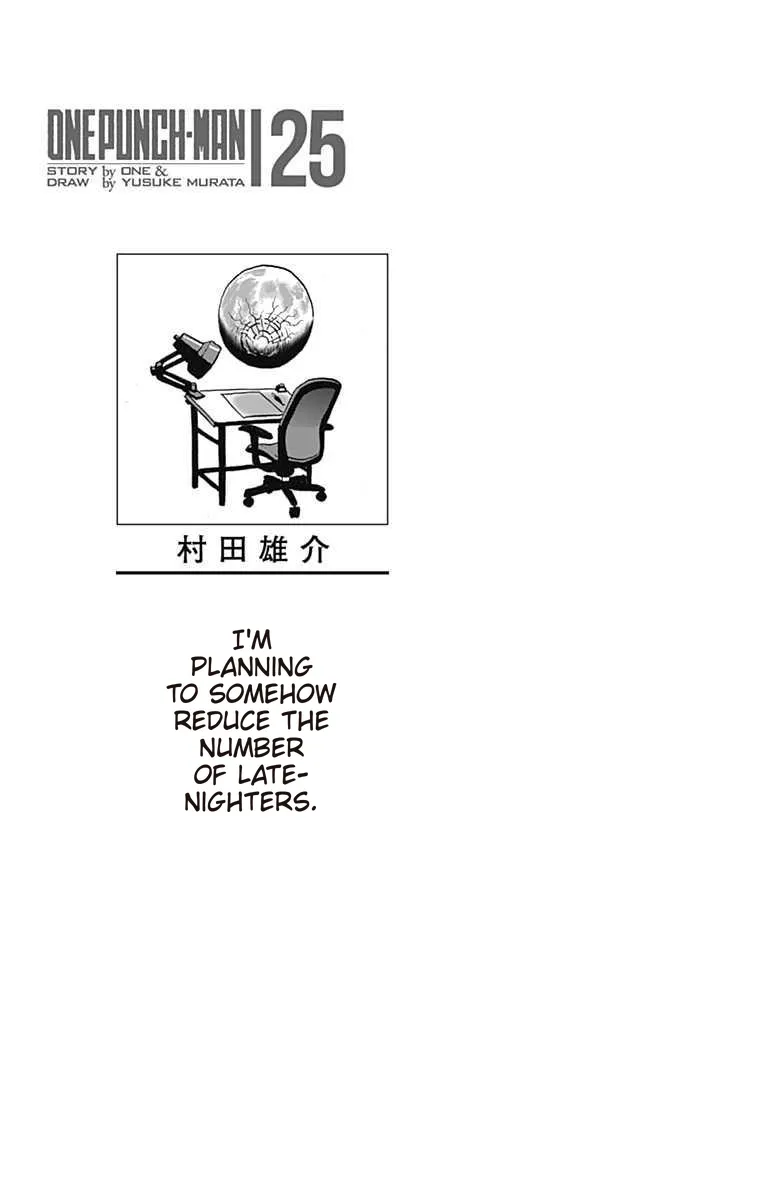 ONEPUNCH-MAN 25
STORY by ONE &
DRAW by YUSUKE MURATA
村田雄介
I'M
PLANNING
TO SOMEHOW
REDUCE THE
NUMBER
OF LATE-
NIGHTERS.